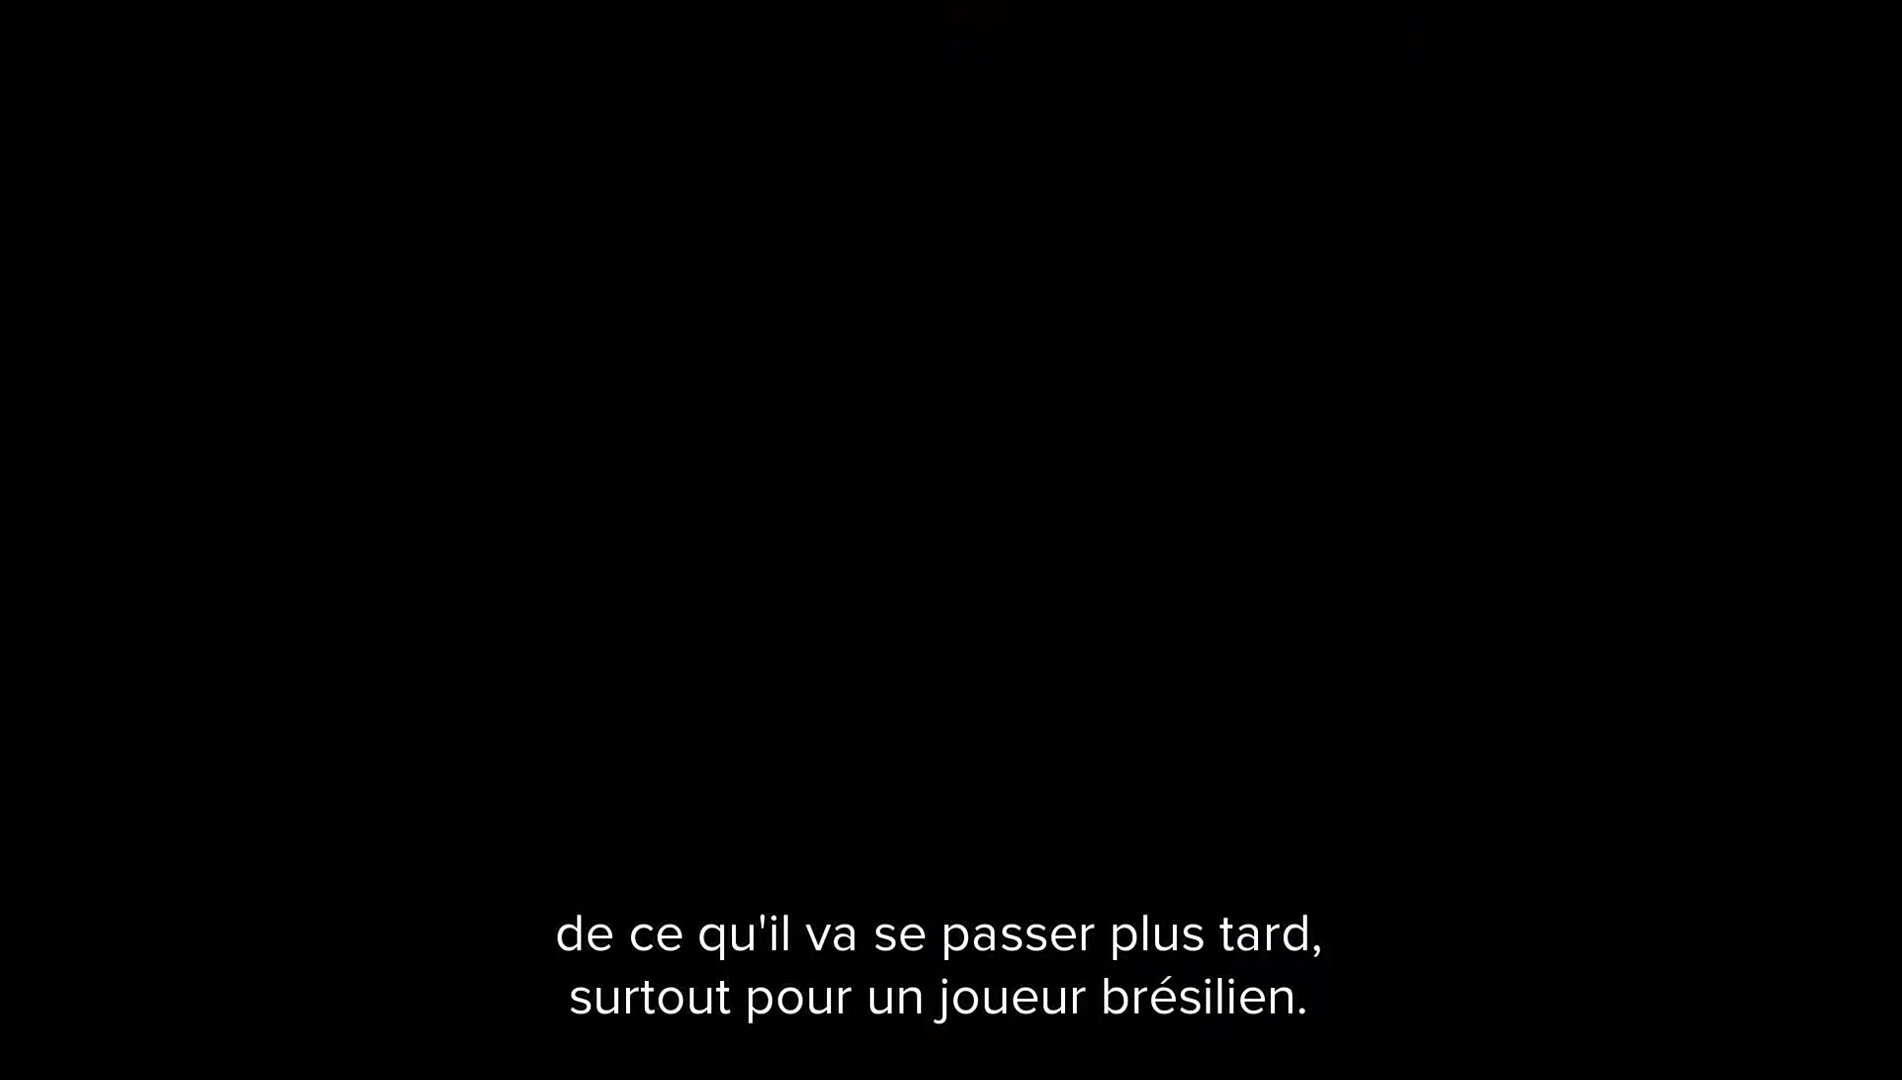 de ce qu'il va se passer plus tard,
surtout pour un joueur brésilien.